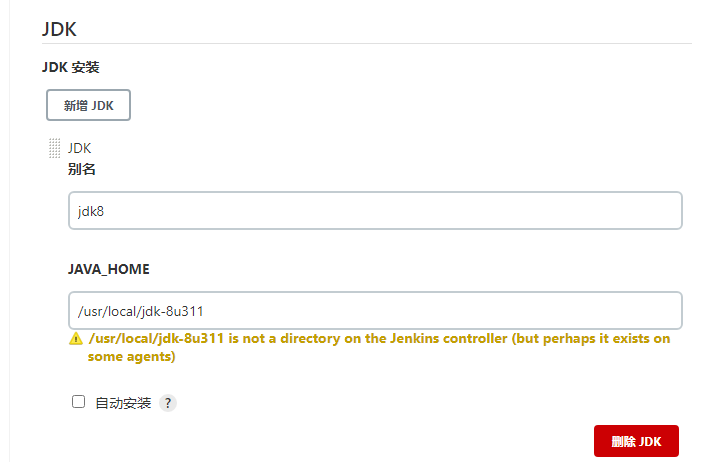 JDK
JDK 安装
新增 JDK
JDK
别名
jdk8
JAVA_HOME
/usr/local/jdk-8u311
/usr/local/jdk-8u311 is not a directory on the Jenkins controller (but perhaps it exists on
some agents)
自动安装 ?
删除 JDK